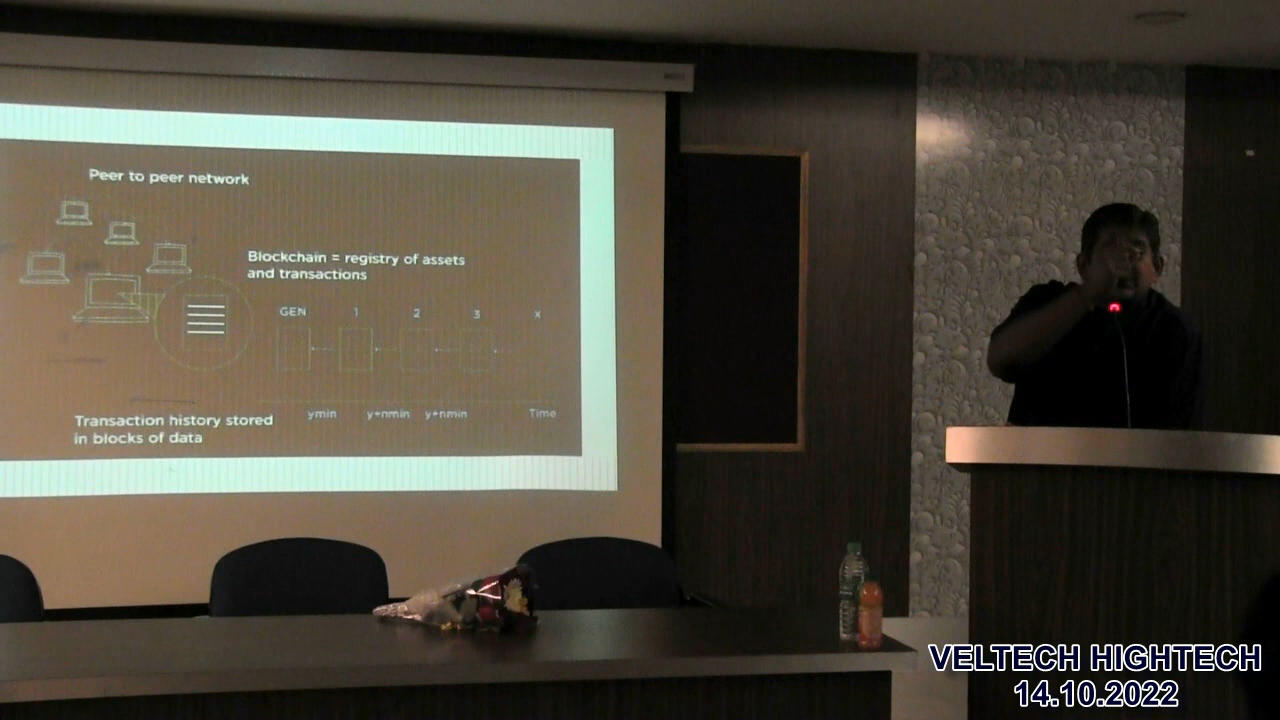 Peer to peer network
Blockchain = registry of assets
and transactions
GEN 1 2 3 x
ymin y+nmin y+nmin Time
Transaction history stored
in blocks of data
VELTECH HIGHTECH
14.10.2022